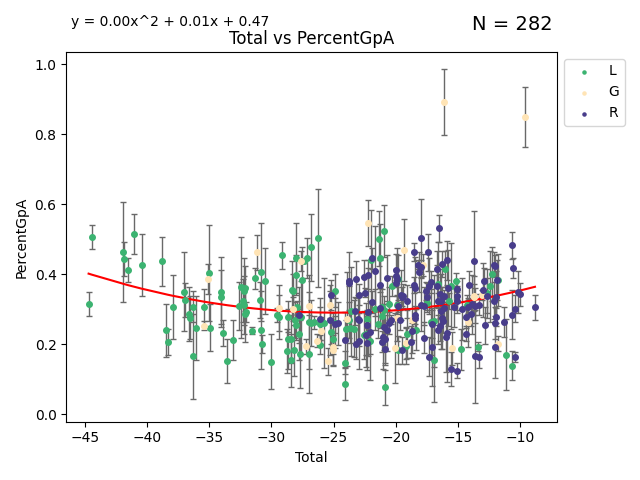 y = 0.00x^2 + 0.01x + 0.47
N = 282
Total vs PercentGpA
L
G
R
PercentGpA
1.0
0.8
0.6
0.4
0.2
0.0
−45
−40
−35
−30
−25
−20
−15
−10
Total